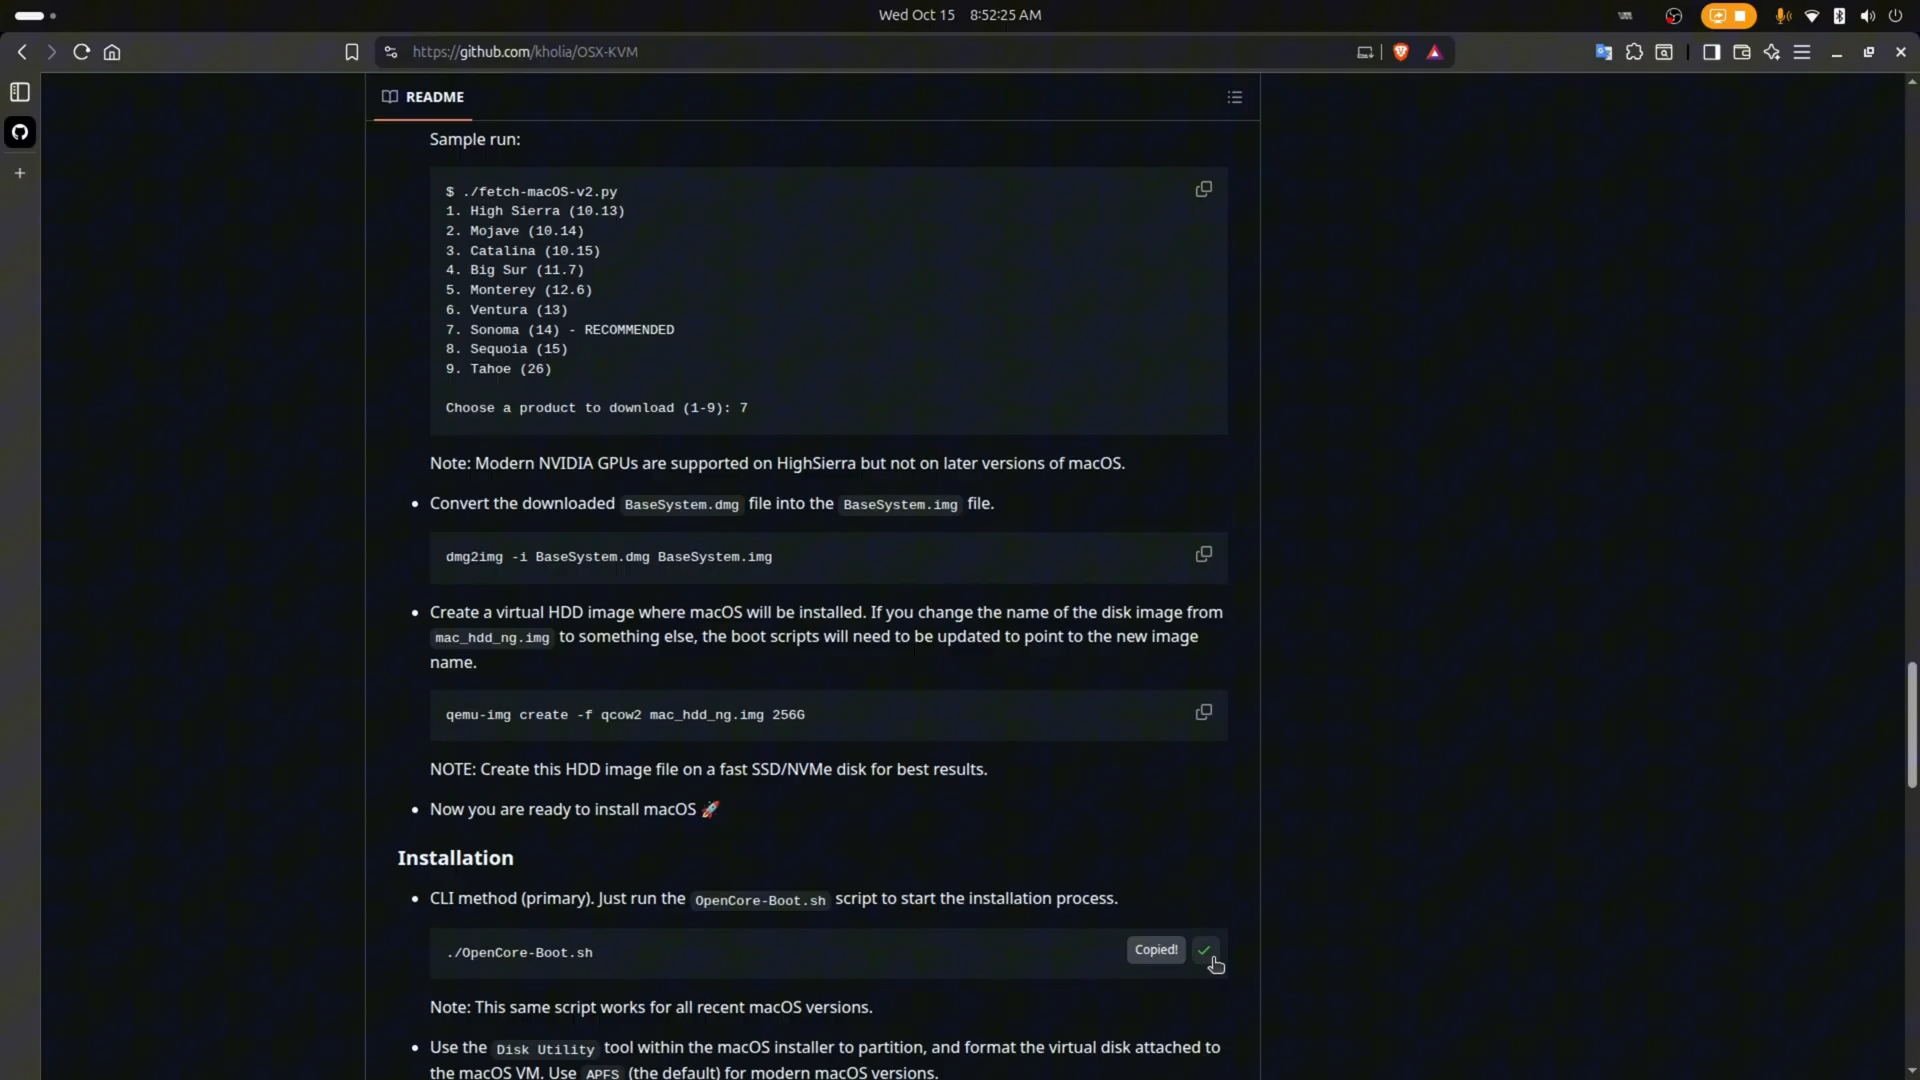 Wed Oct 15 8:52:25 AM
https://github.com/kholia/OSX-KVM
README
Sample run:
$ ./fetch-macOS-v2.py
1. High Sierra (10.13)
2. Mojave (10.14)
3. Catalina (10.15)
4. Big Sur (11.7)
5. Monterey (12.6)
6. Ventura (13)
7. Sonoma (14) - RECOMMENDED
8. Sequoia (15)
9. Tahoe (26)
Choose a product to download (1-9): 7
Note: Modern NVIDIA GPUs are supported on HighSierra but not on later versions of macOS.
• Convert the downloaded BaseSystem.dmg file into the BaseSystem.img file.
dmg2img -i BaseSystem.dmg BaseSystem.img
• Create a virtual HDD image where macOS will be installed. If you change the name of the disk image from
mac_hdd_ng.img to something else, the boot scripts will need to be updated to point to the new image
name.
qemu-img create -f qcow2 mac_hdd_ng.img 256G
NOTE: Create this HDD image file on a fast SSD/NVMe disk for best results.
• Now you are ready to install macOS 🚀
Installation
• CLI method (primary). Just run the OpenCore-Boot.sh script to start the installation process.
./OpenCore-Boot.sh
Copied!
Note: This same script works for all recent macOS versions.
• Use the Disk Utility tool within the macOS installer to partition, and format the virtual disk attached to
the macOS VM. Use APFS (the default) for modern macOS versions.